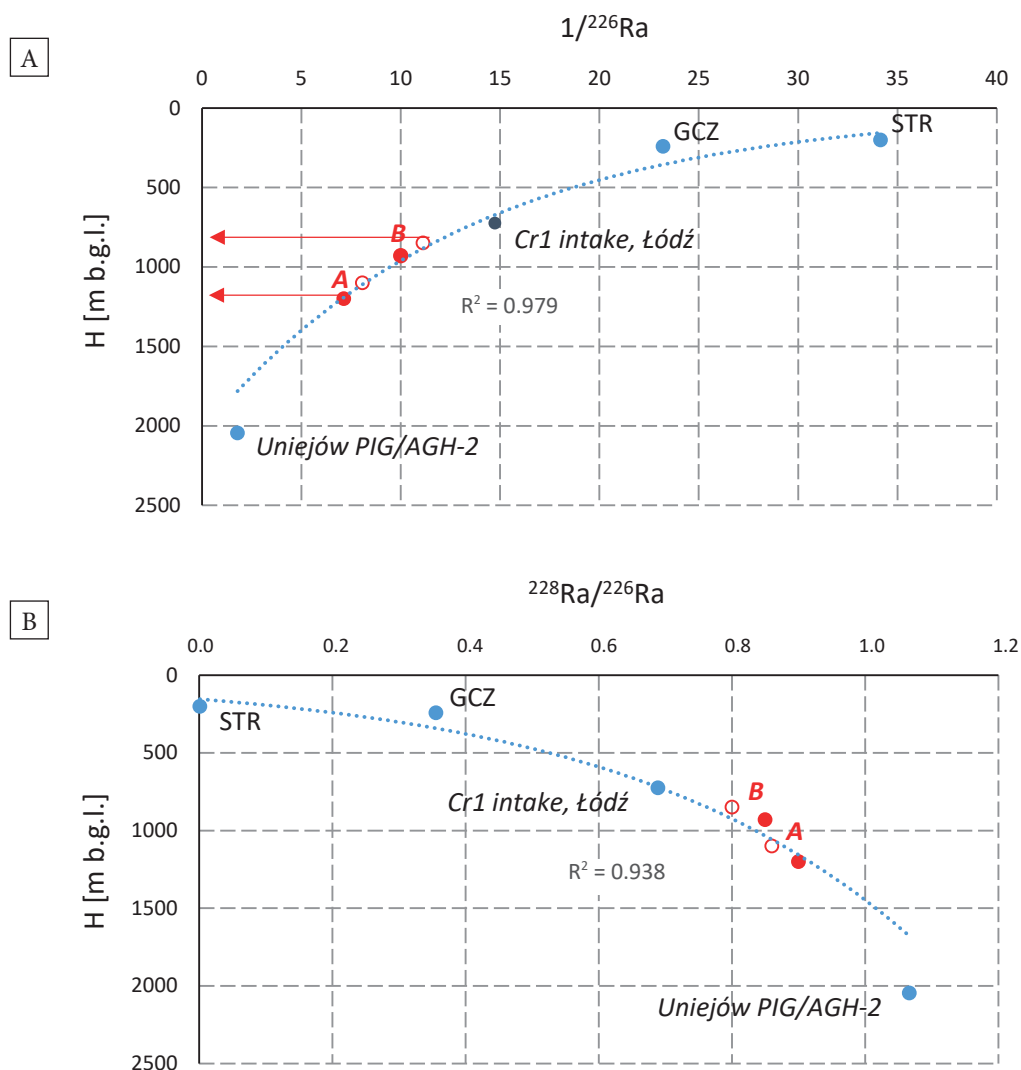 A
1/²²⁶Ra
0 5 10 15 20 25 30 35 40
0
500
1000
1500
2000
2500
H [m b.g.l.]
GCZ
STR
B
Cr1 intake, Łódź
A
R² = 0.979
Uniejów PIG/AGH-2
B
²²⁸Ra/²²⁶Ra
0.0 0.2 0.4 0.6 0.8 1.0 1.2
0
500
1000
1500
2000
2500
H [m b.g.l.]
STR
GCZ
Cr1 intake, Łódź
B
A
R² = 0.938
Uniejów PIG/AGH-2